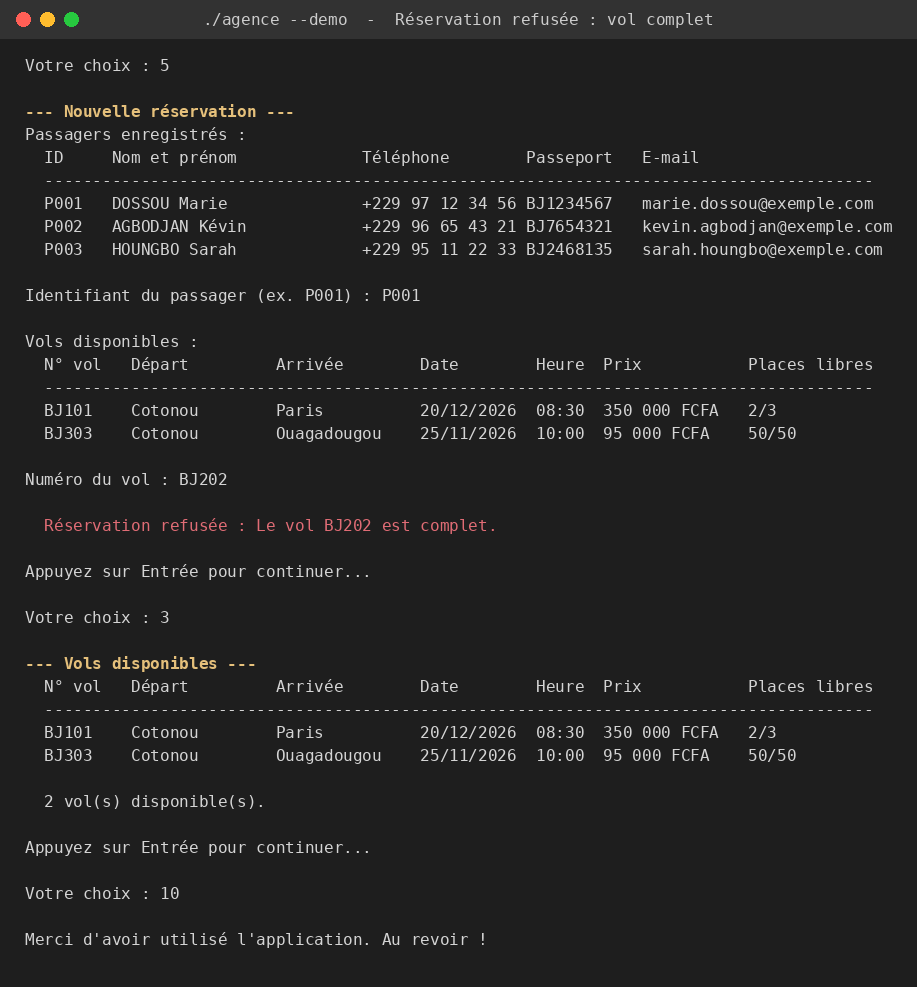 ./agence --demo  -  Réservation refusée : vol complet
Votre choix : 5
--- Nouvelle réservation ---
Passagers enregistrés :
ID     Nom et prénom             Téléphone        Passeport   E-mail
--------------------------------------------------------------------------------------
P001   DOSSOU Marie              +229 97 12 34 56 BJ1234567   marie.dossou@exemple.com
P002   AGBODJAN Kévin            +229 96 65 43 21 BJ7654321   kevin.agbodjan@exemple.com
P003   HOUNGBO Sarah             +229 95 11 22 33 BJ2468135   sarah.houngbo@exemple.com
Identifiant du passager (ex. P001) : P001
Vols disponibles :
N° vol   Départ         Arrivée        Date        Heure  Prix           Places libres
--------------------------------------------------------------------------------------
BJ101    Cotonou        Paris          20/12/2026  08:30  350 000 FCFA   2/3
BJ303    Cotonou        Ouagadougou    25/11/2026  10:00  95 000 FCFA    50/50
Numéro du vol : BJ202
Réservation refusée : Le vol BJ202 est complet.
Appuyez sur Entrée pour continuer...
Votre choix : 3
--- Vols disponibles ---
N° vol   Départ         Arrivée        Date        Heure  Prix           Places libres
--------------------------------------------------------------------------------------
BJ101    Cotonou        Paris          20/12/2026  08:30  350 000 FCFA   2/3
BJ303    Cotonou        Ouagadougou    25/11/2026  10:00  95 000 FCFA    50/50
2 vol(s) disponible(s).
Appuyez sur Entrée pour continuer...
Votre choix : 10
Merci d'avoir utilisé l'application. Au revoir !